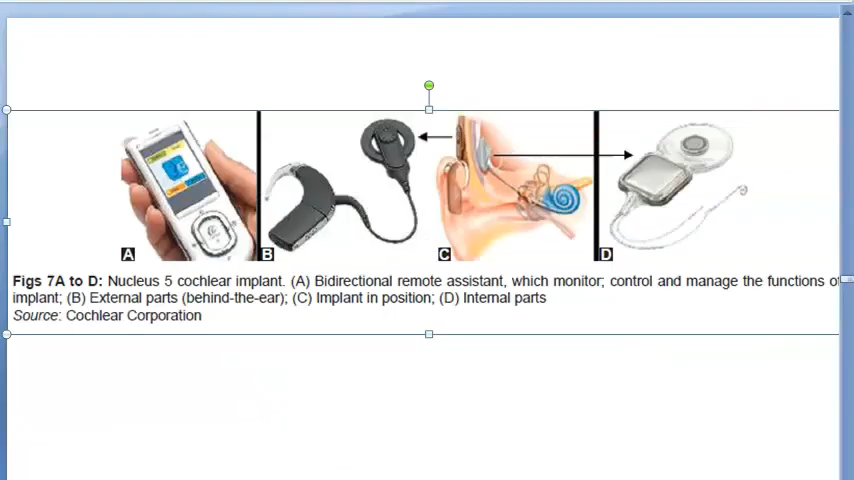 A B C D
Figs 7A to D: Nucleus 5 cochlear implant. (A) Bidirectional remote assistant, which monitor; control and manage the functions of
implant; (B) External parts (behind-the-ear); (C) Implant in position; (D) Internal parts
Source: Cochlear Corporation